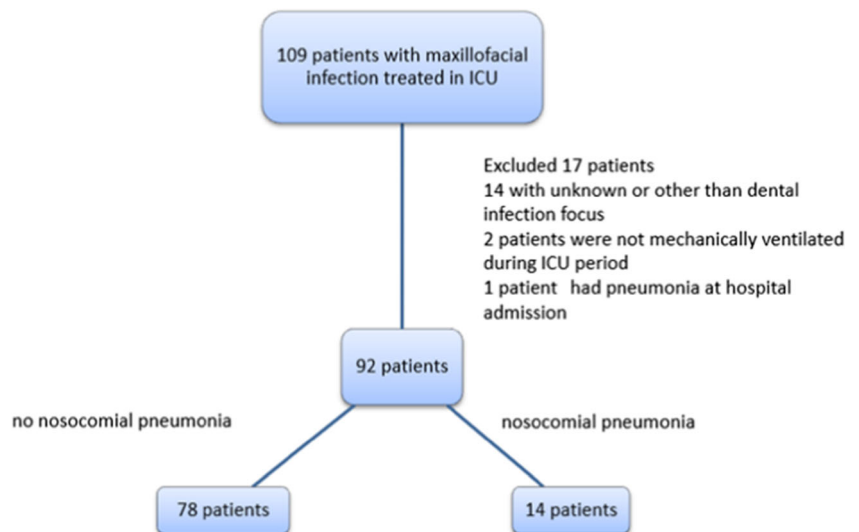 109 patients with maxillofacial
infection treated in ICU
Excluded 17 patients
14 with unknown or other than dental
infection focus
2 patients were not mechanically ventilated
during ICU period
1 patient had pneumonia at hospital
admission
92 patients
no nosocomial pneumonia
nosocomial pneumonia
78 patients
14 patients